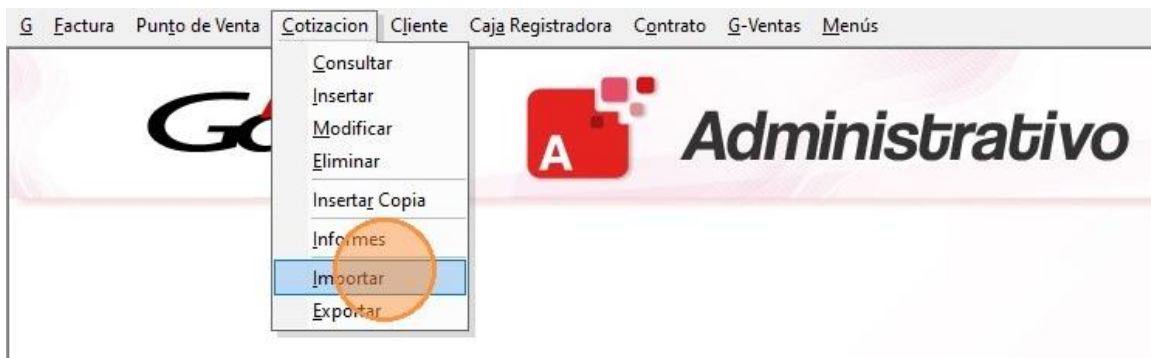 G Factura Punto de Venta Cotizacion Cliente Caja Registradora Contrato G-Ventas Menús
Consultar
Insertar
Modificar
Eliminar
Insertar Copia
Informes
Importar
Exportar
A Administrativo